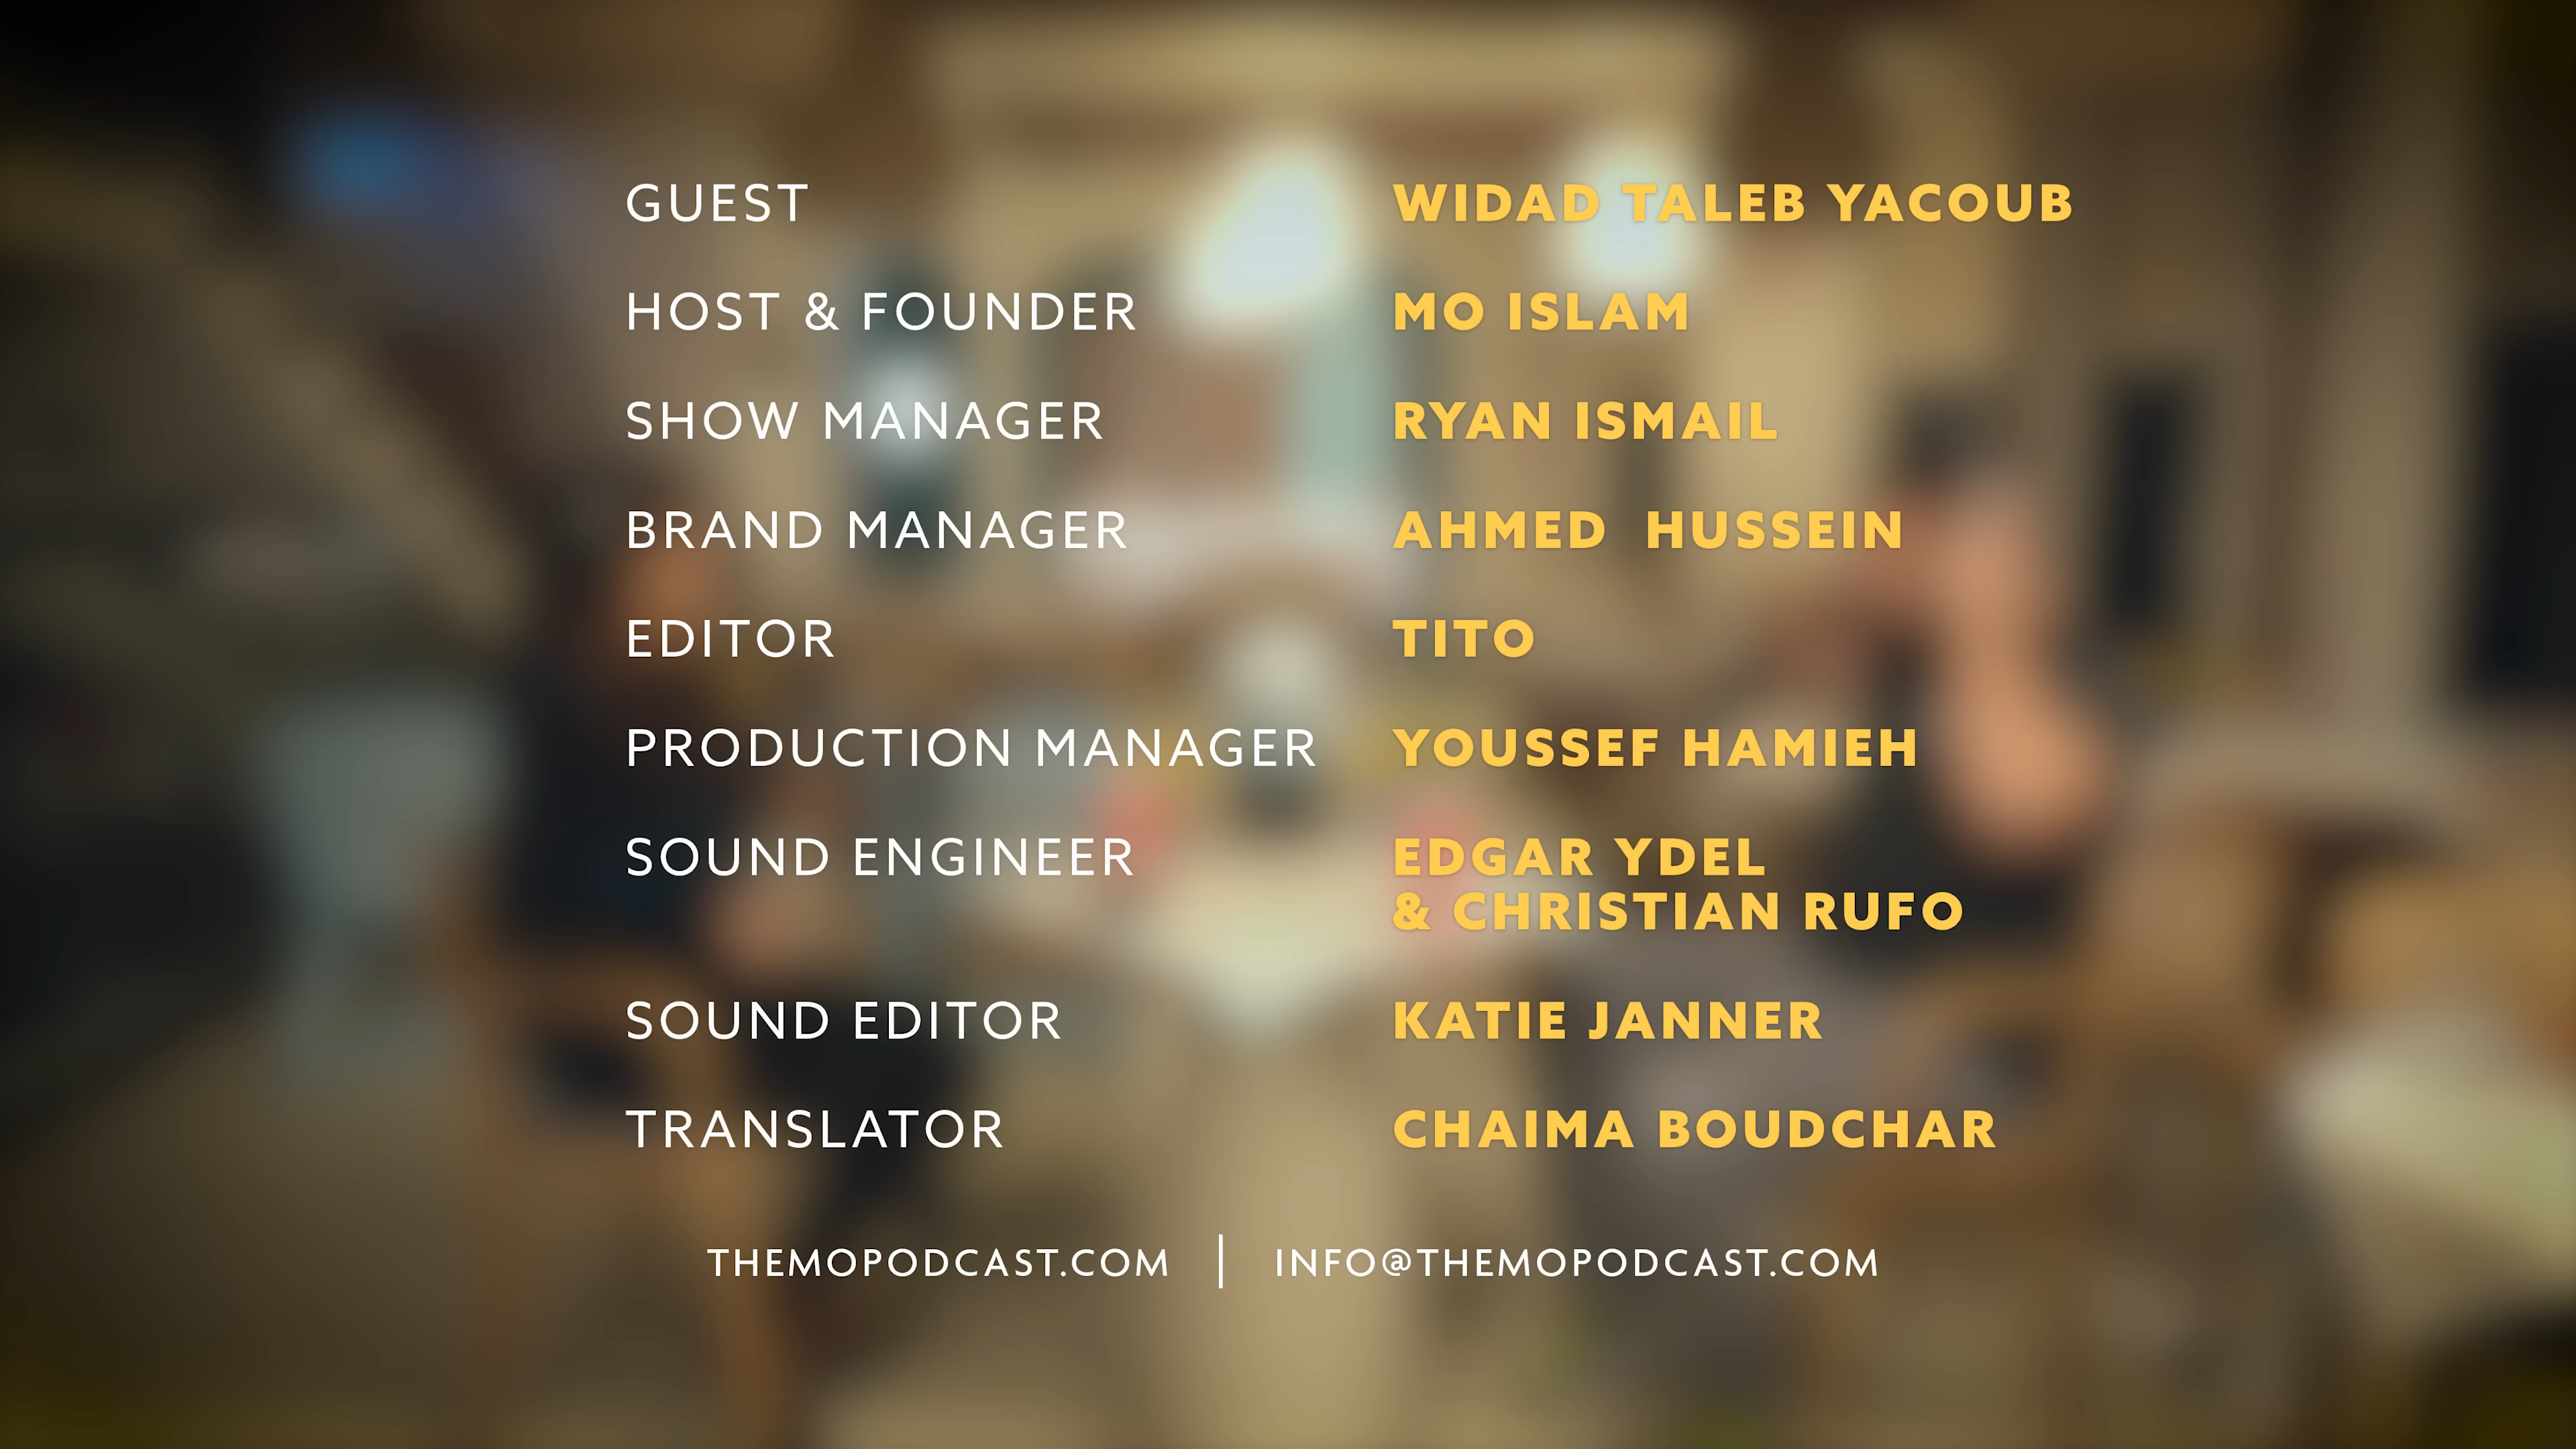 GUEST WIDAD TALEB YACOUB
HOST & FOUNDER MO ISLAM
SHOW MANAGER RYAN ISMAIL
BRAND MANAGER AHMED HUSSEIN
EDITOR TITO
PRODUCTION MANAGER YOUSSEF HAMIEH
SOUND ENGINEER EDGAR YDEL
& CHRISTIAN RUFO
SOUND EDITOR KATIE JANNER
TRANSLATOR CHAIMA BOUDCHAR
THEMOPODCAST.COM | INFO@THEMOPODCAST.COM